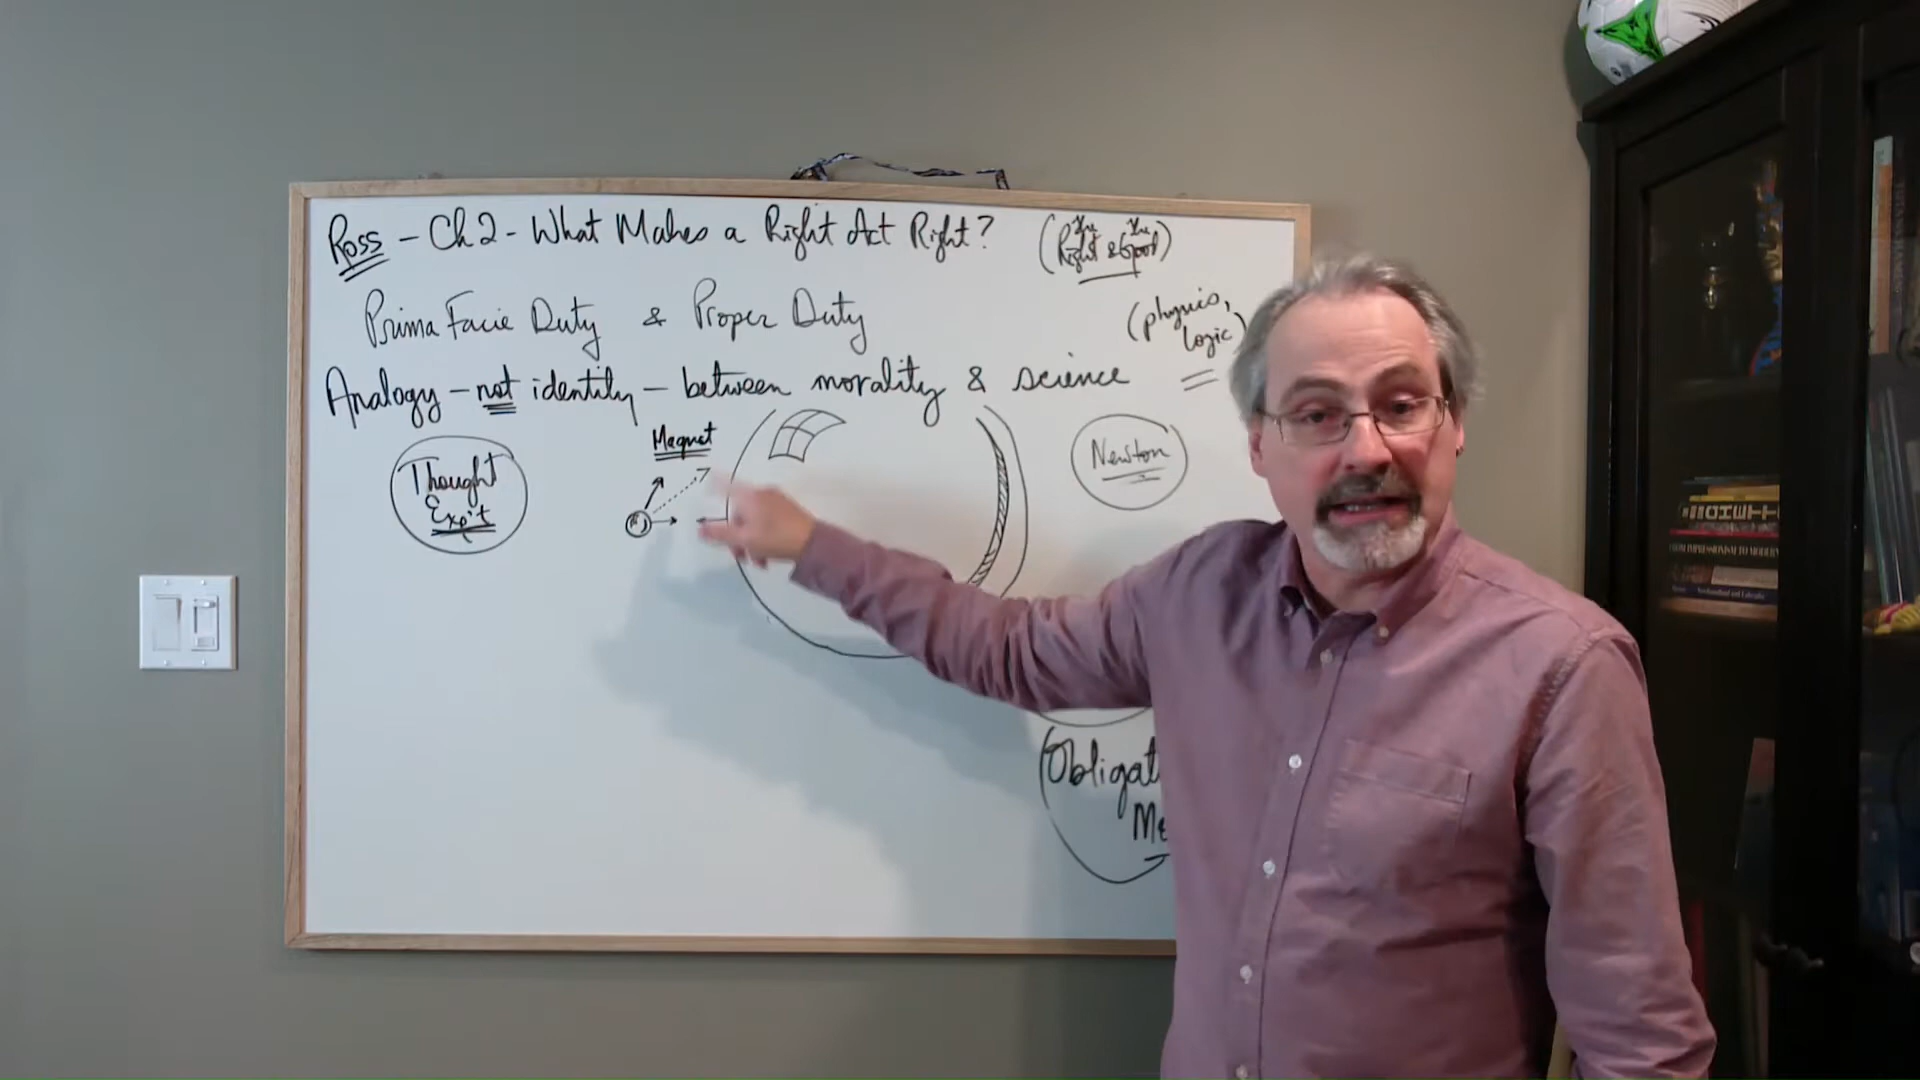 Ross - Ch 2 - What Makes a Right Act Right?
(the Right & the Good)
Prima Facie Duty & Proper Duty
(physics,
logic)
Analogy - not identity - between morality & science
Thought
Exp't
Magnet
Newton
(Obligat
Me